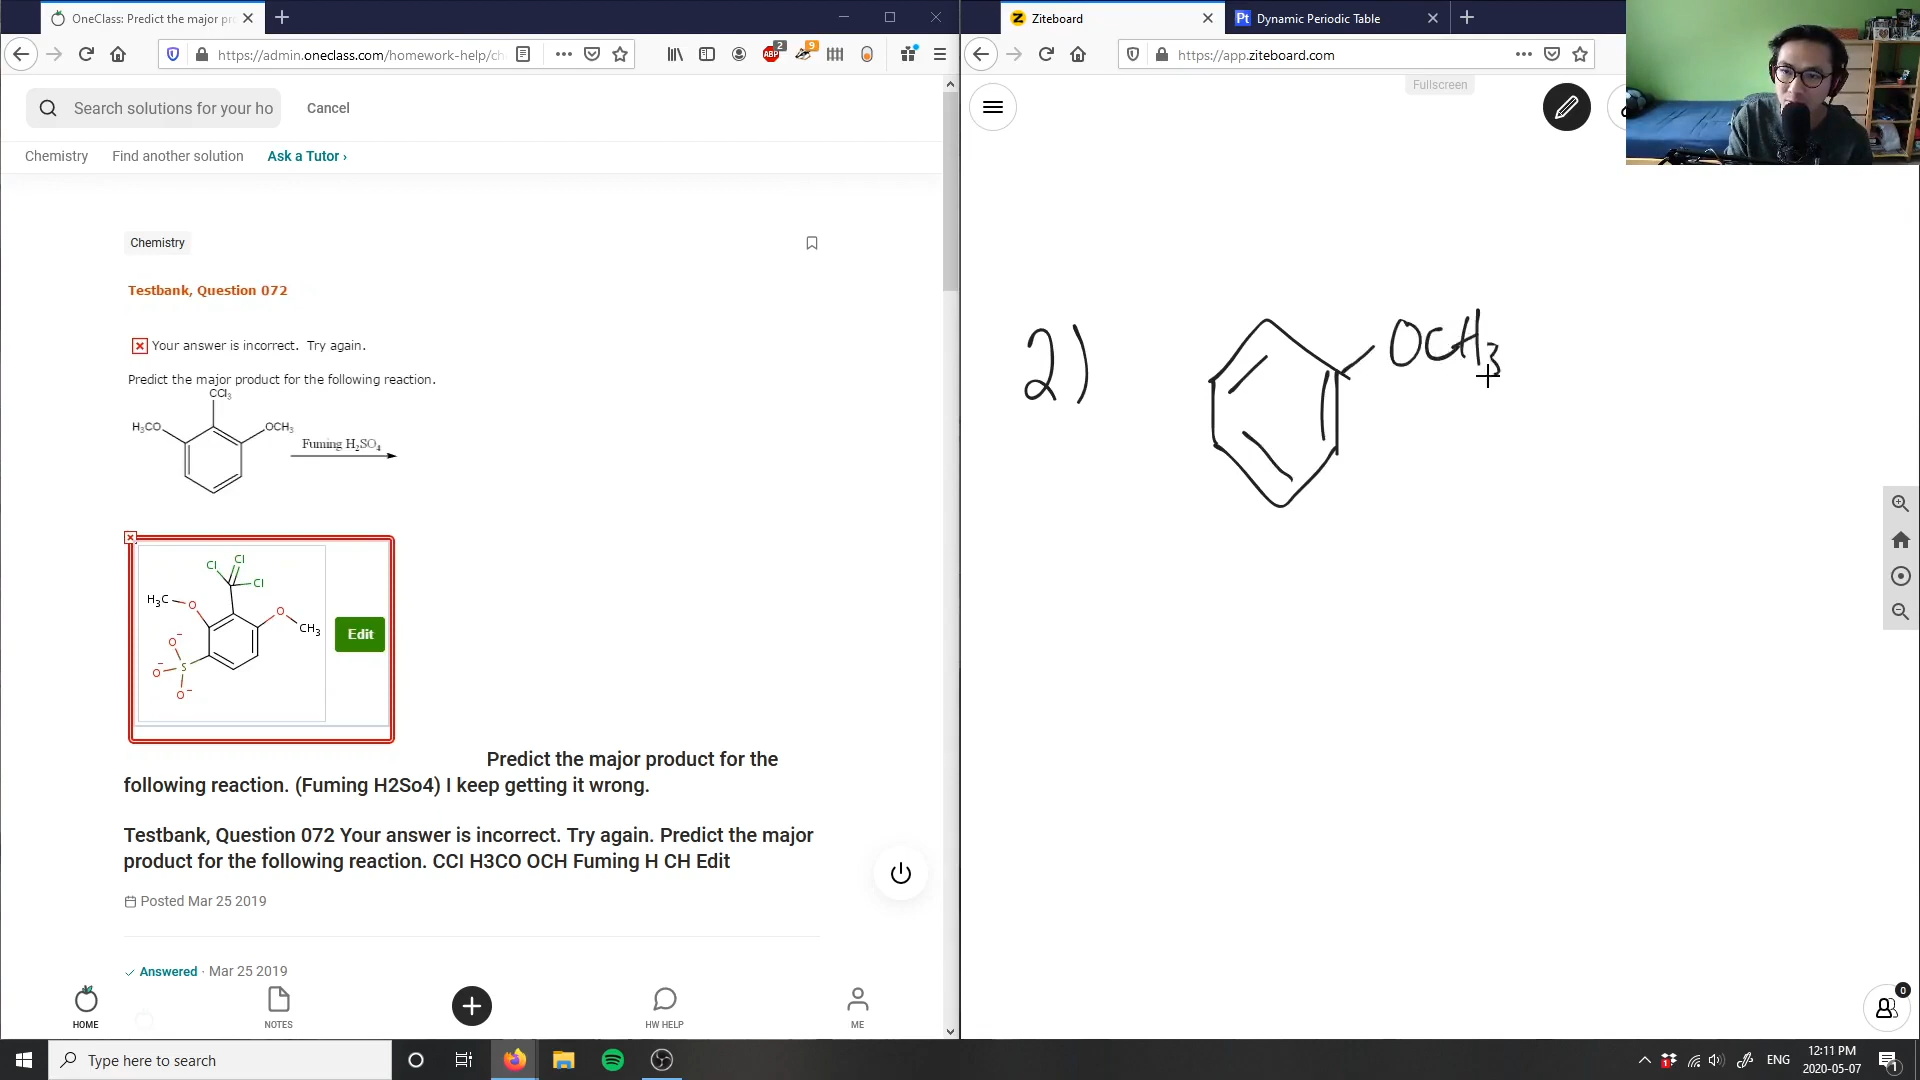 OneClass: Predict the major pr
https://admin.oneclass.com/homework-help/ch
2
9
Search solutions for your ho
Cancel
Chemistry
Find another solution
Ask a Tutor ›
Chemistry
Testbank, Question 072
Your answer is incorrect. Try again.
Predict the major product for the following reaction.
CCl3
H3CO
OCH3
Fuming H2SO4
Cl
Cl
Cl
H3C
O
O
CH3
O-
O-
S
O-
Edit
Predict the major product for the
following reaction. (Fuming H2So4) I keep getting it wrong.
Testbank, Question 072 Your answer is incorrect. Try again. Predict the major
product for the following reaction. CCI H3CO OCH Fuming H CH Edit
Posted Mar 25 2019
Answered · Mar 25 2019
HOME
NOTES
HW HELP
ME
Ziteboard
Pt Dynamic Periodic Table
https://app.ziteboard.com
Fullscreen
2)
OCH3
0
Type here to search
ENG
12:11 PM
2020-05-07
1